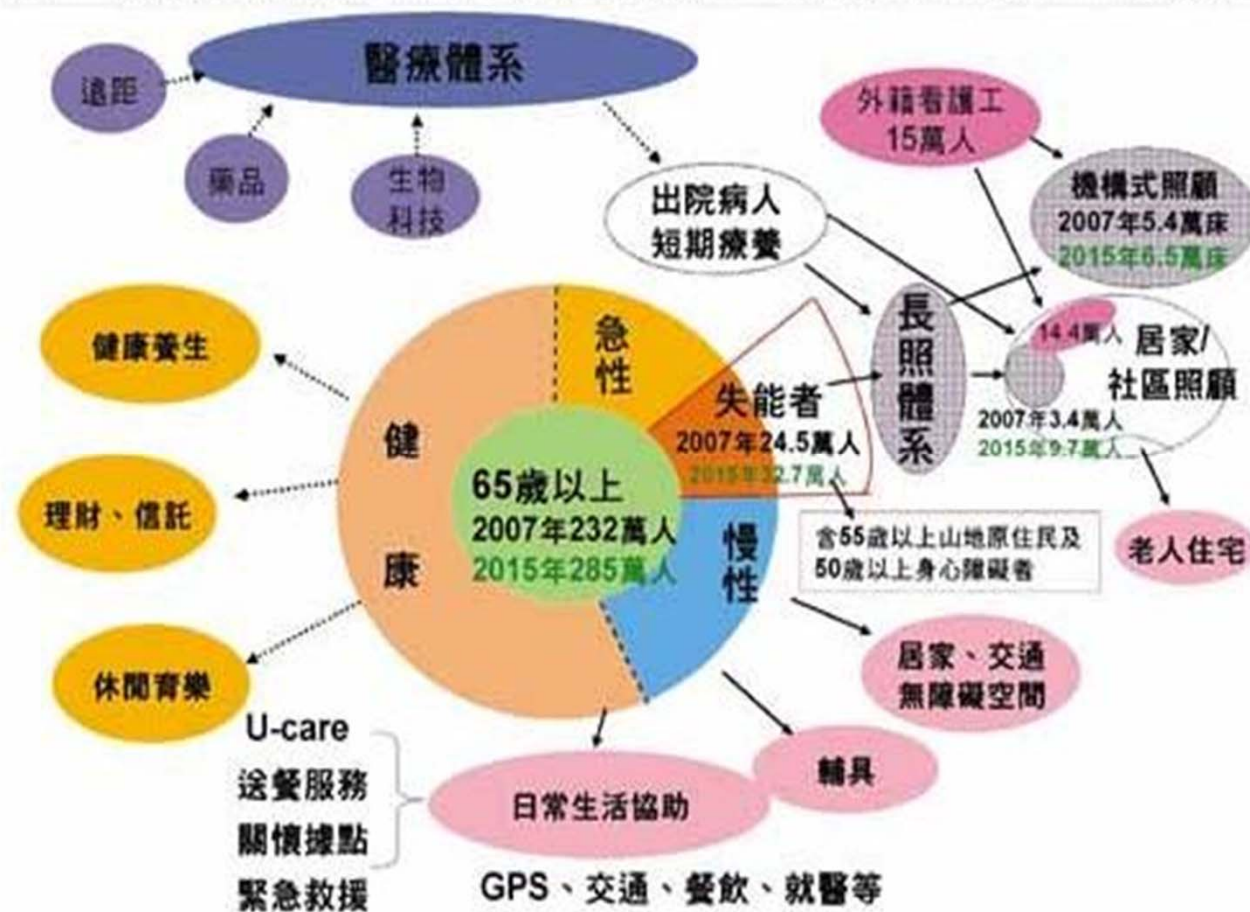 醫療體系
遠距
藥品
生物
科技
外籍看護工
15萬人
出院病人
短期療養
機構式照顧
2007年5.4萬床
2015年6.5萬床
長照體系
14.4萬人
居家/
社區照顧
2007年3.4萬人
2015年9.7萬人
健康養生
理財、信託
休閒育樂
急性
失能者
2007年24.5萬人
2015年32.7萬人
健康
65歲以上
2007年232萬人
2015年285萬人
慢性
含55歲以上山地原住民及
50歲以上身心障礙者
老人住宅
居家、交通
無障礙空間
輔具
日常生活協助
U-care
送餐服務
關懷據點
緊急救援
GPS、交通、餐飲、就醫等